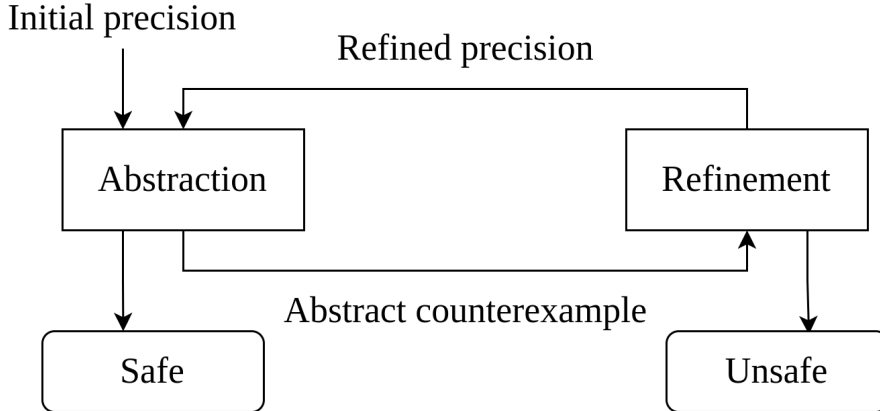 Initial precision
Refined precision
Abstraction
Refinement
Abstract counterexample
Safe
Unsafe